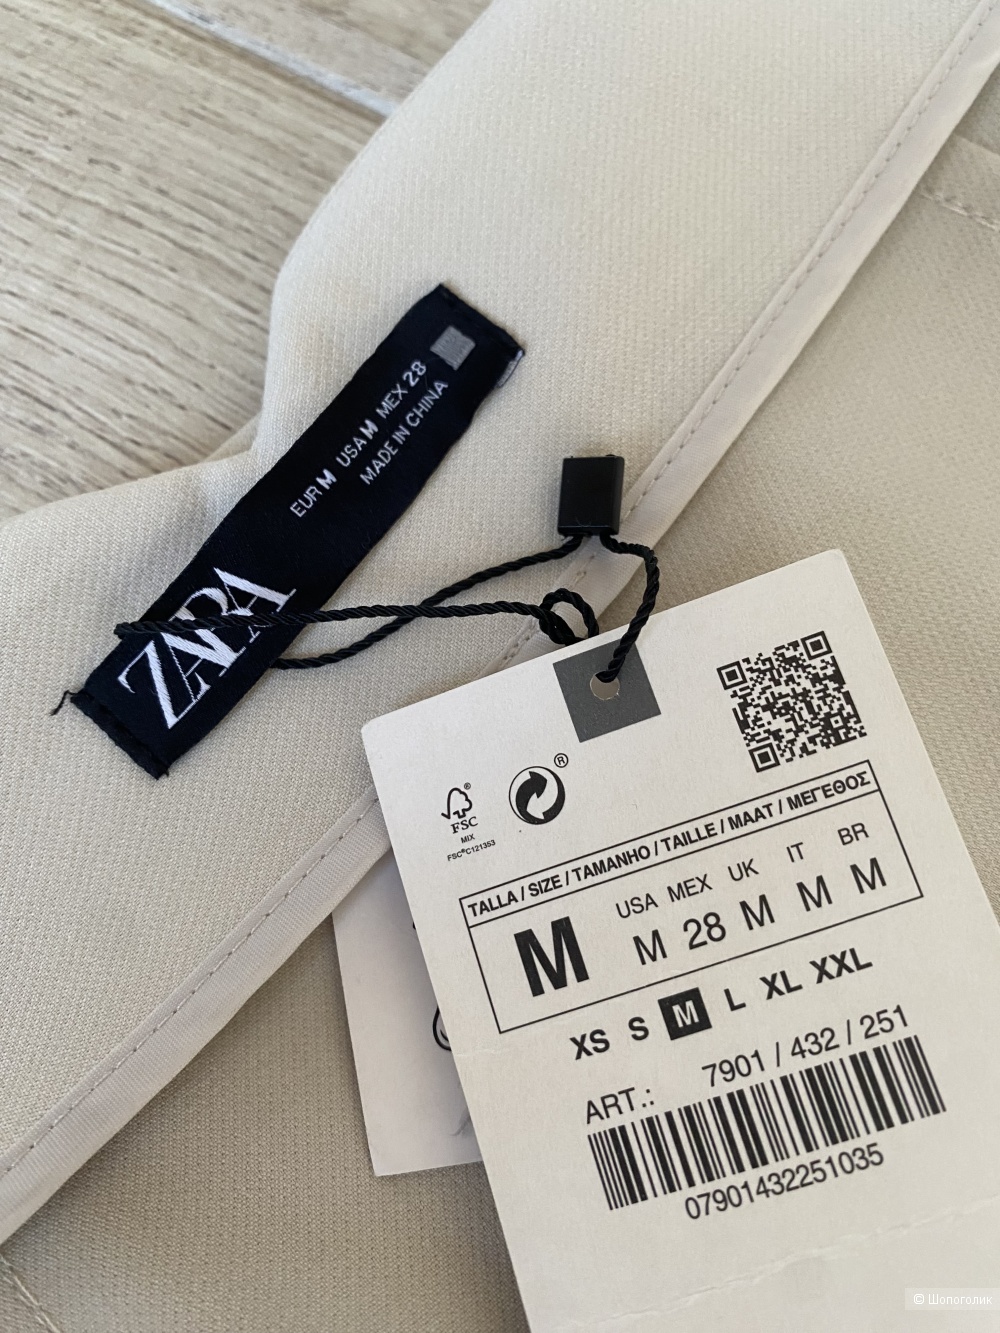 EUR M USA M MEX 28
MADE IN CHINA
ZARA
FSC®
MIX
FSC®C121353
®
TALLA / SIZE / TAMANHO / TAILLE / MAAT / ΜΕΓΕΘΟΣ
M
USA MEX UK IT BR
M 28 M M M
XS S M L XL XXL
ART.: 7901 / 432 / 251
07901432251035
© Шопоголик